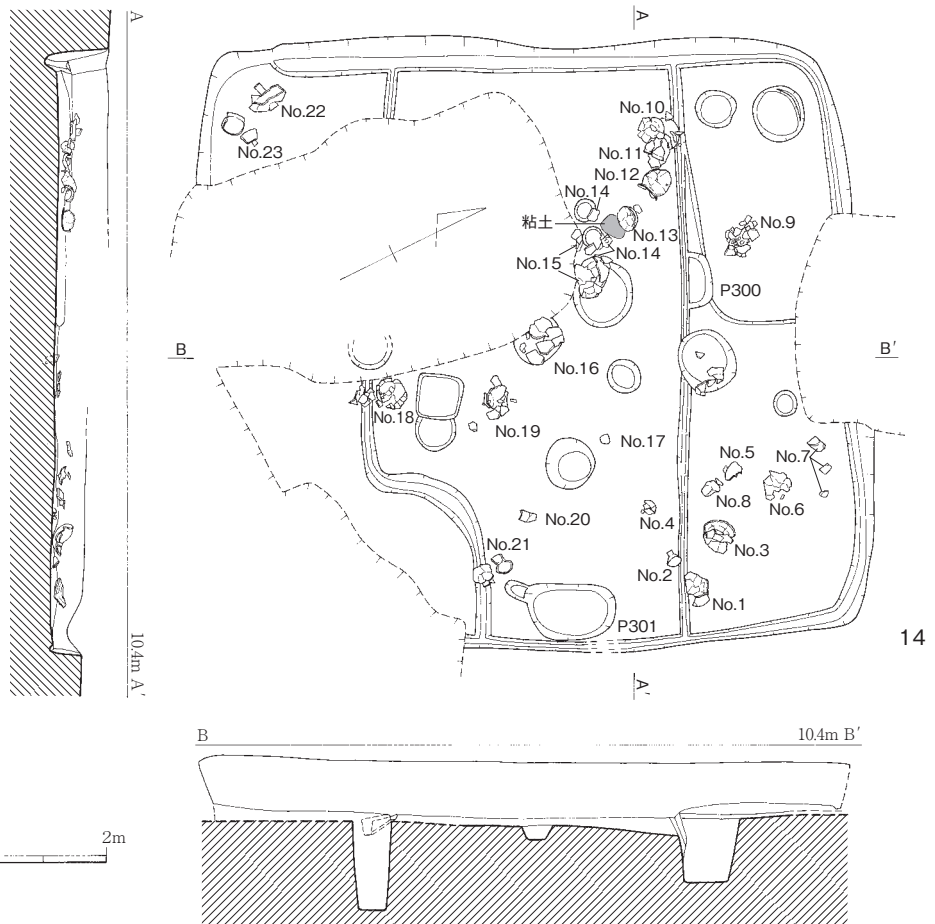 A
A
No.22
No.10
No.23
No.11
No.12
No.14
粘土
No.13
No.9
No.14
No.15
P300
B
B′
No.16
No.18
No.19
No.17
No.5
No.7
No.8
No.6
No.20
No.4
No.3
No.21
No.2
No.1
P301
14
10.4m A′
A′
B
10.4m B′
2m